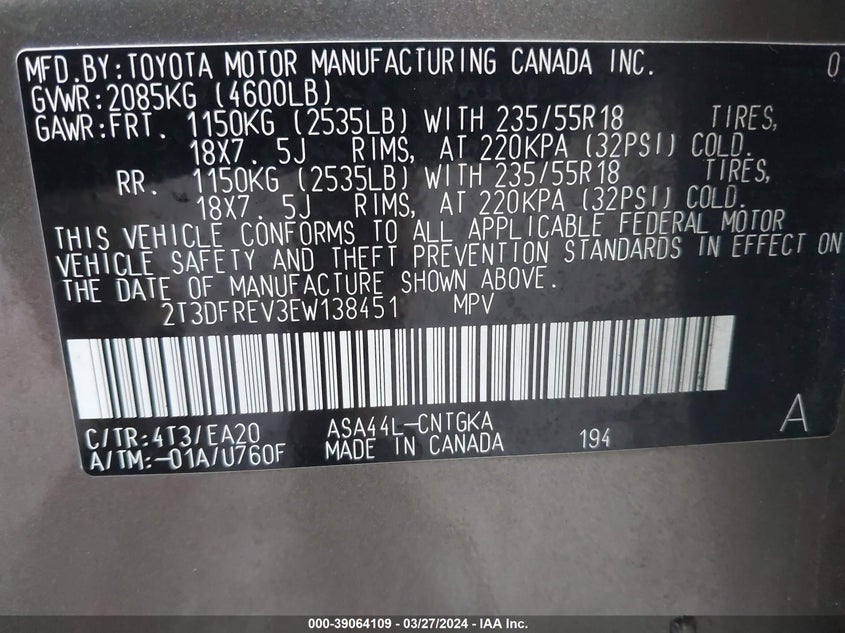 MFD.BY:TOYOTA MOTOR MANUFACTURING CANADA INC. 0
GVWR:2085KG (4600LB)
GAWR:FRT. 1150KG (2535LB) WITH 235/55R18 TIRES,
18X7. 5J RIMS, AT 220KPA (32PSI) COLD.
RR. 1150KG (2535LB) WITH 235/55R18 TIRES,
18X7. 5J RIMS, AT 220KPA (32PSI) COLD.
THIS VEHICLE CONFORMS TO ALL APPLICABLE FEDERAL MOTOR
VEHICLE SAFETY AND THEFT PREVENTION STANDARDS IN EFFECT ON
THE DATE OF MANUFACTURE SHOWN ABOVE.
2T3DFREV3EW138451 MPV
C/TR:4T3/EA20 ASA44L-CNTGKA A
A/TM:-01A/U760F MADE IN CANADA 194
000-39064109 — 03/27/2024 — IAA Inc.